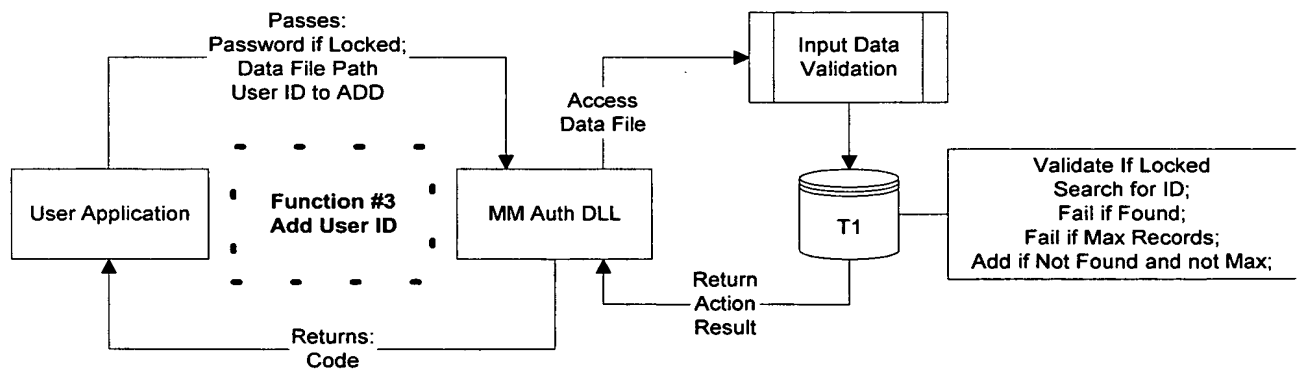 Passes:
Password if Locked;
Data File Path
User ID to ADD
Input Data
Validation
Access
Data File
User Application
Function #3
Add User ID
MM Auth DLL
T1
Validate If Locked
Search for ID;
Fail if Found;
Fail if Max Records;
Add if Not Found and not Max;
Return
Action
Result
Returns:
Code